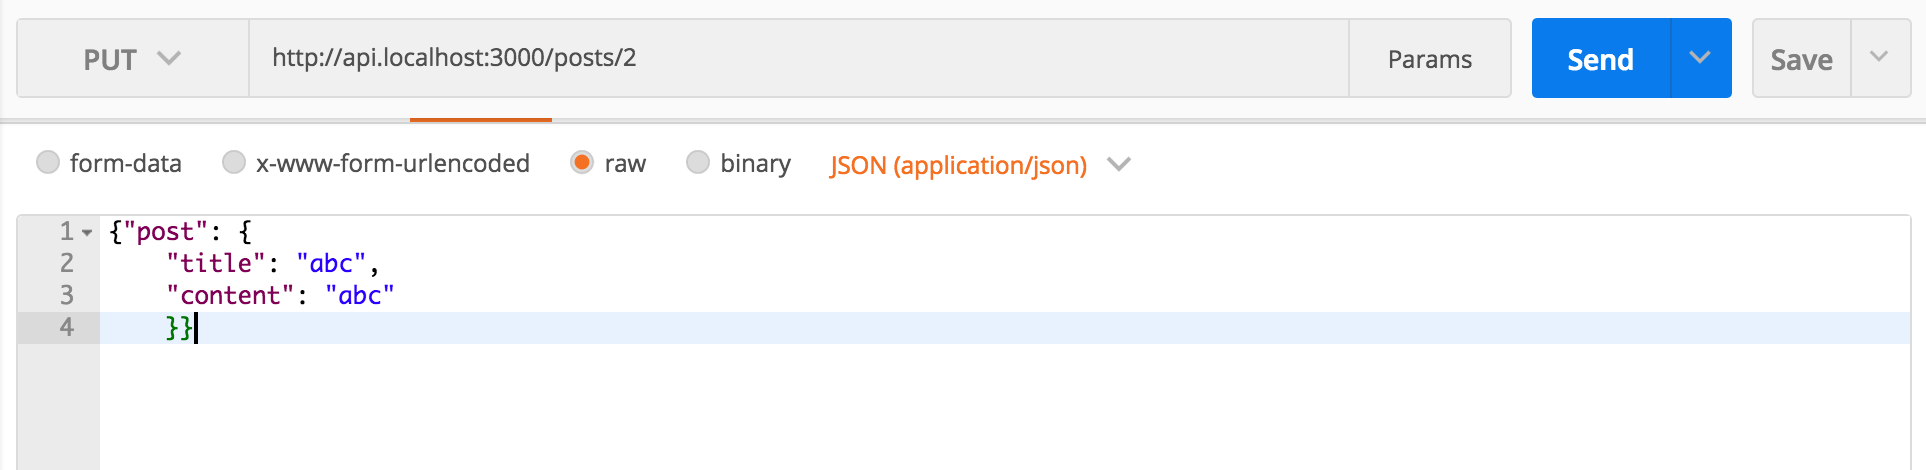 PUT http://api.localhost:3000/posts/2 Params Send Save
form-data x-www-form-urlencoded raw binary JSON (application/json)
1 {"post": {
2 "title": "abc",
3 "content": "abc"
4 }}